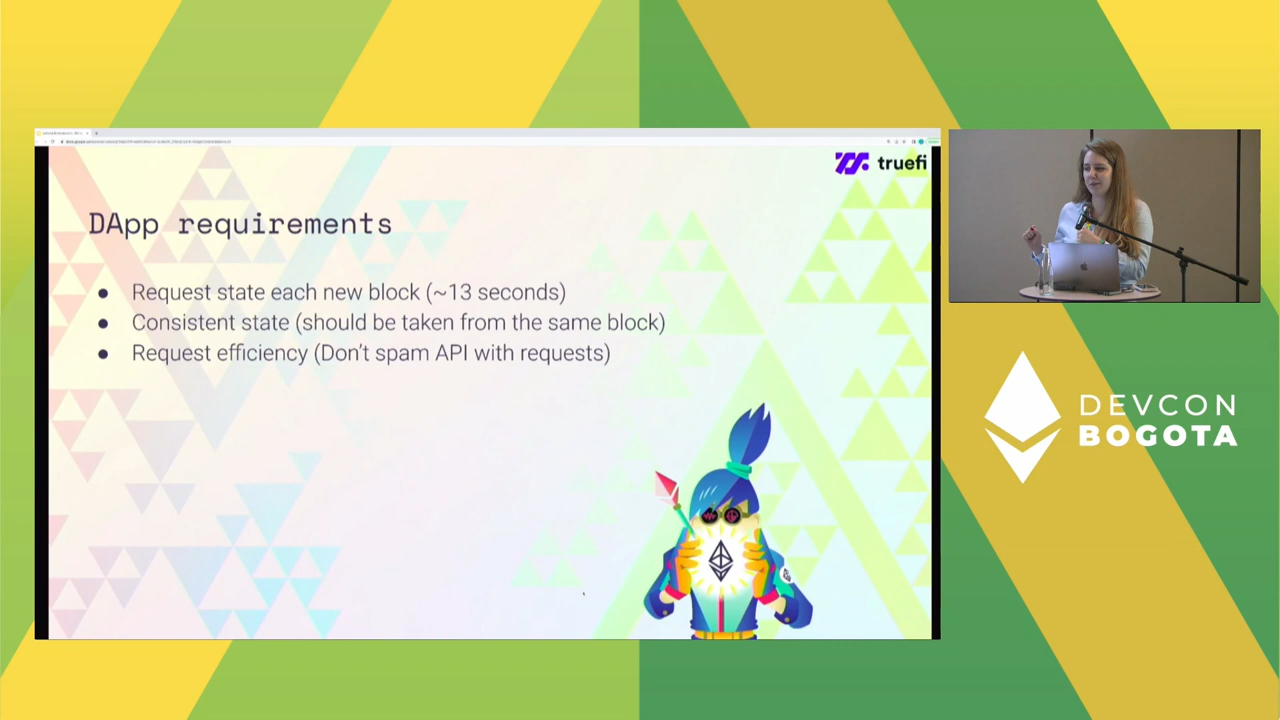 truefi
DApp requirements
● Request state each new block (~13 seconds)
● Consistent state (should be taken from the same block)
● Request efficiency (Don't spam API with requests)
DEVCON
BOGOTA